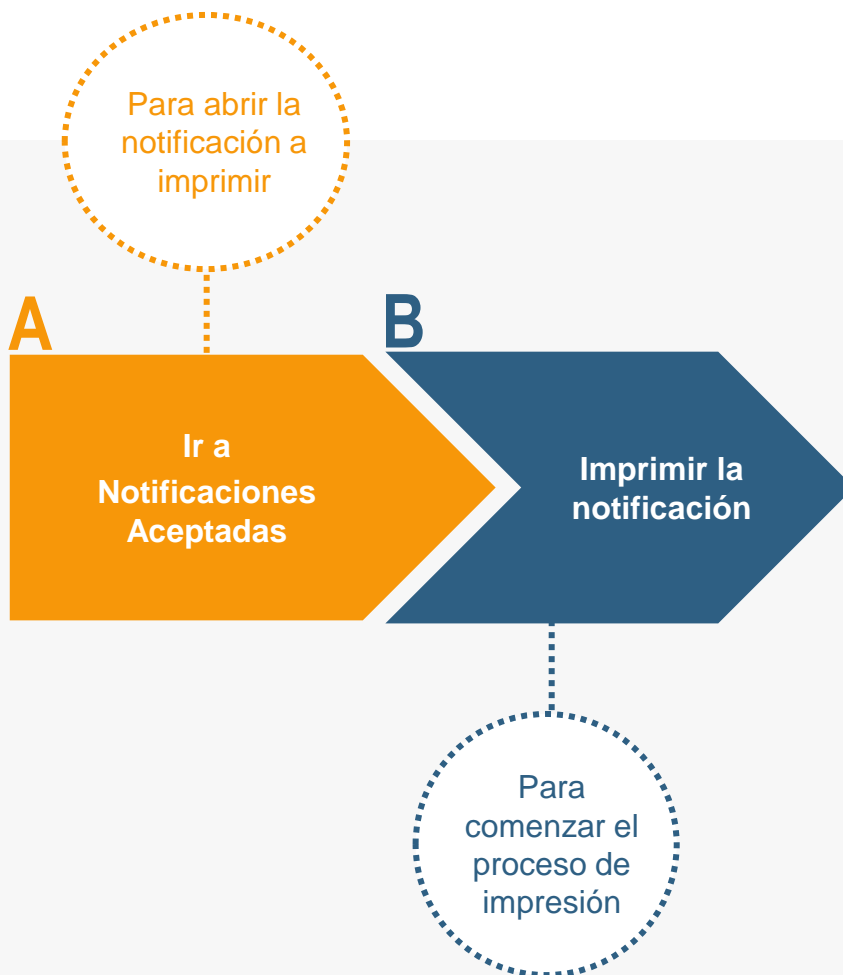 Para abrir la
notificación a
imprimir
A
Ir a
Notificaciones
Aceptadas
B
Imprimir la
notificación
Para
comenzar el
proceso de
impresión